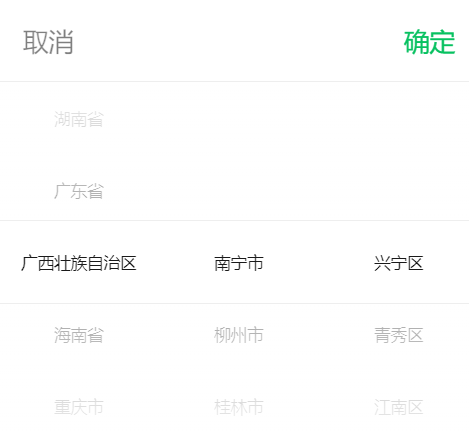 取消 确定
湖南省
广东省
广西壮族自治区 南宁市 兴宁区
海南省 柳州市 青秀区
重庆市 桂林市 江南区